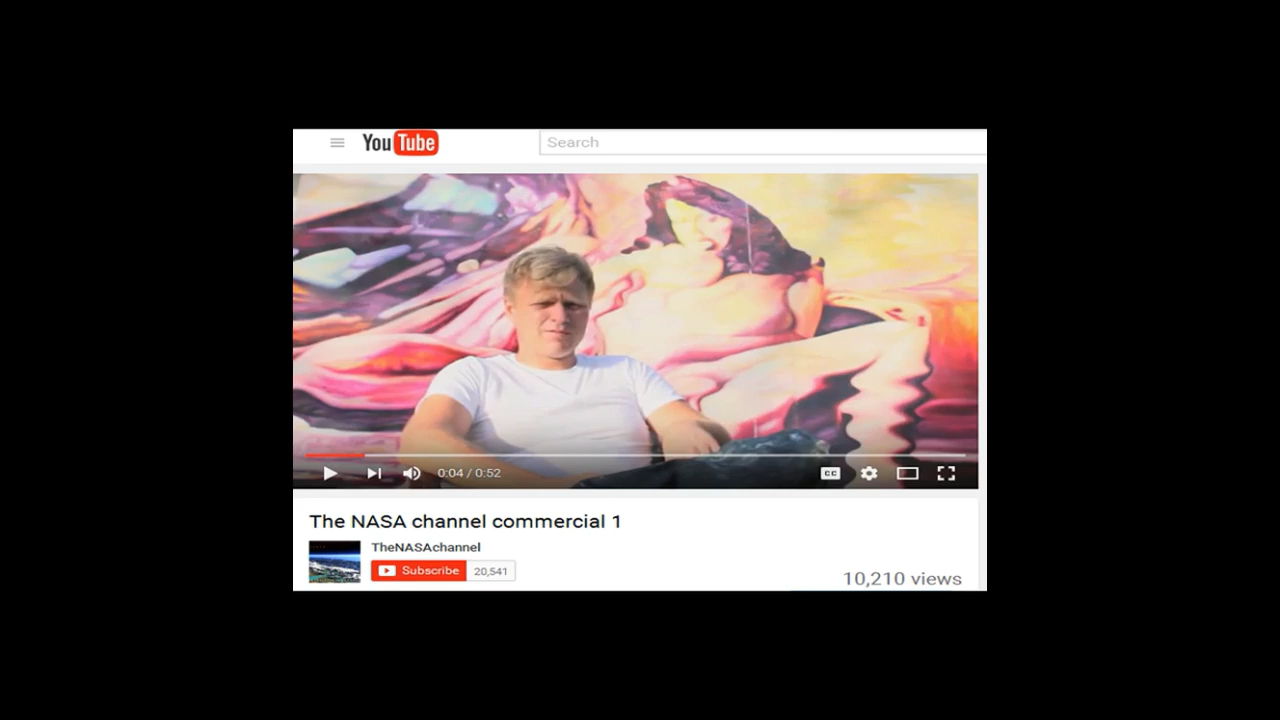 YouTube
Search
0:04 / 0:52
CC
The NASA channel commercial 1
TheNASAchannel
Subscribe 20,541
10,210 views